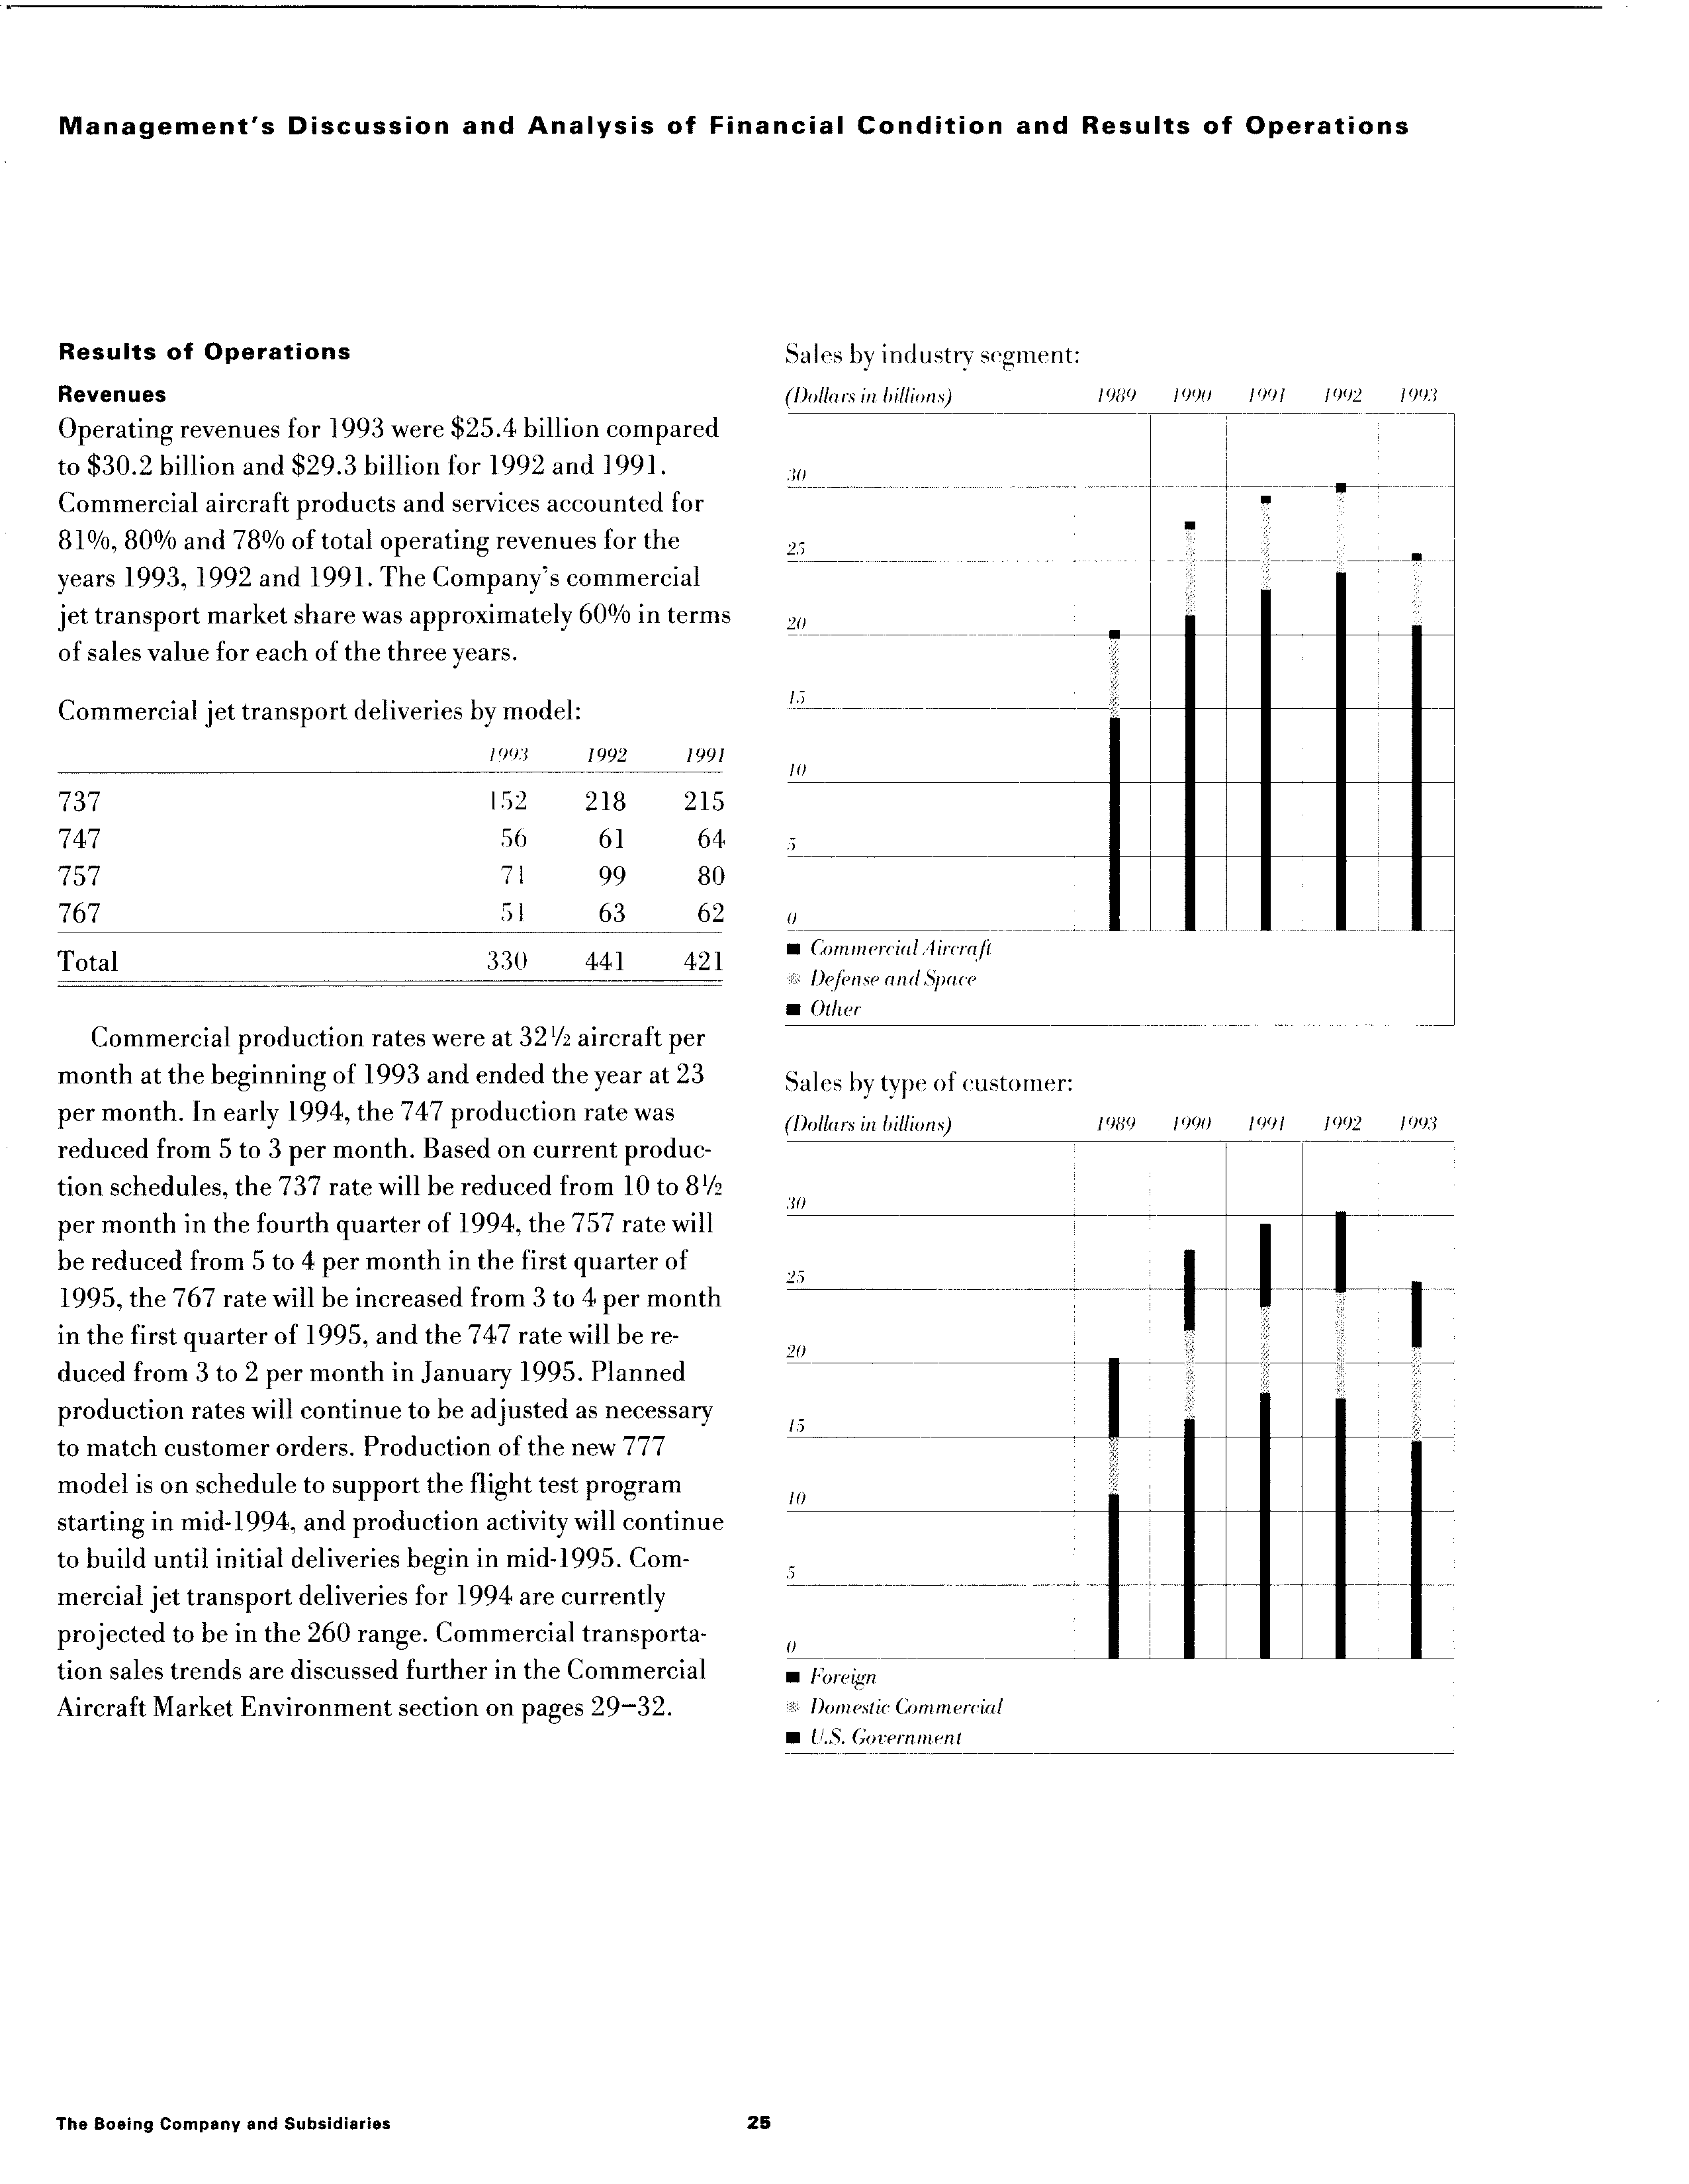 Management's Discussion and Analysis of Financial Condition and Results of Operations
Results of Operations
Revenues
Operating revenues for 1993 were $25.4 billion compared
to $30.2 billion and $29.3 billion for 1992 and 1991.
Commercial aircraft products and services accounted for
81%, 80% and 78% of total operating revenues for the
years 1993, 1992 and 1991. The Company's commercial
jet transport market share was approximately 60% in terms
of sales value for each of the three years.
Commercial jet transport deliveries by model:
1993 1992 1991
737 152 218 215
747 56 61 64
757 71 99 80
767 51 63 62
Total 330 441 421
Commercial production rates were at 32½ aircraft per
month at the beginning of 1993 and ended the year at 23
per month. In early 1994, the 747 production rate was
reduced from 5 to 3 per month. Based on current produc-
tion schedules, the 737 rate will be reduced from 10 to 8½
per month in the fourth quarter of 1994, the 757 rate will
be reduced from 5 to 4 per month in the first quarter of
1995, the 767 rate will be increased from 3 to 4 per month
in the first quarter of 1995, and the 747 rate will be re-
duced from 3 to 2 per month in January 1995. Planned
production rates will continue to be adjusted as necessary
to match customer orders. Production of the new 777
model is on schedule to support the flight test program
starting in mid-1994, and production activity will continue
to build until initial deliveries begin in mid-1995. Com-
mercial jet transport deliveries for 1994 are currently
projected to be in the 260 range. Commercial transporta-
tion sales trends are discussed further in the Commercial
Aircraft Market Environment section on pages 29–32.
Sales by industry segment:
(Dollars in billions) 1989 1990 1991 1992 1993
30
25
20
15
10
5
0
Commercial Aircraft
Defense and Space
Other
Sales by type of customer:
(Dollars in billions) 1989 1990 1991 1992 1993
30
25
20
15
10
5
0
Foreign
Domestic Commercial
U.S. Government
The Boeing Company and Subsidiaries 25